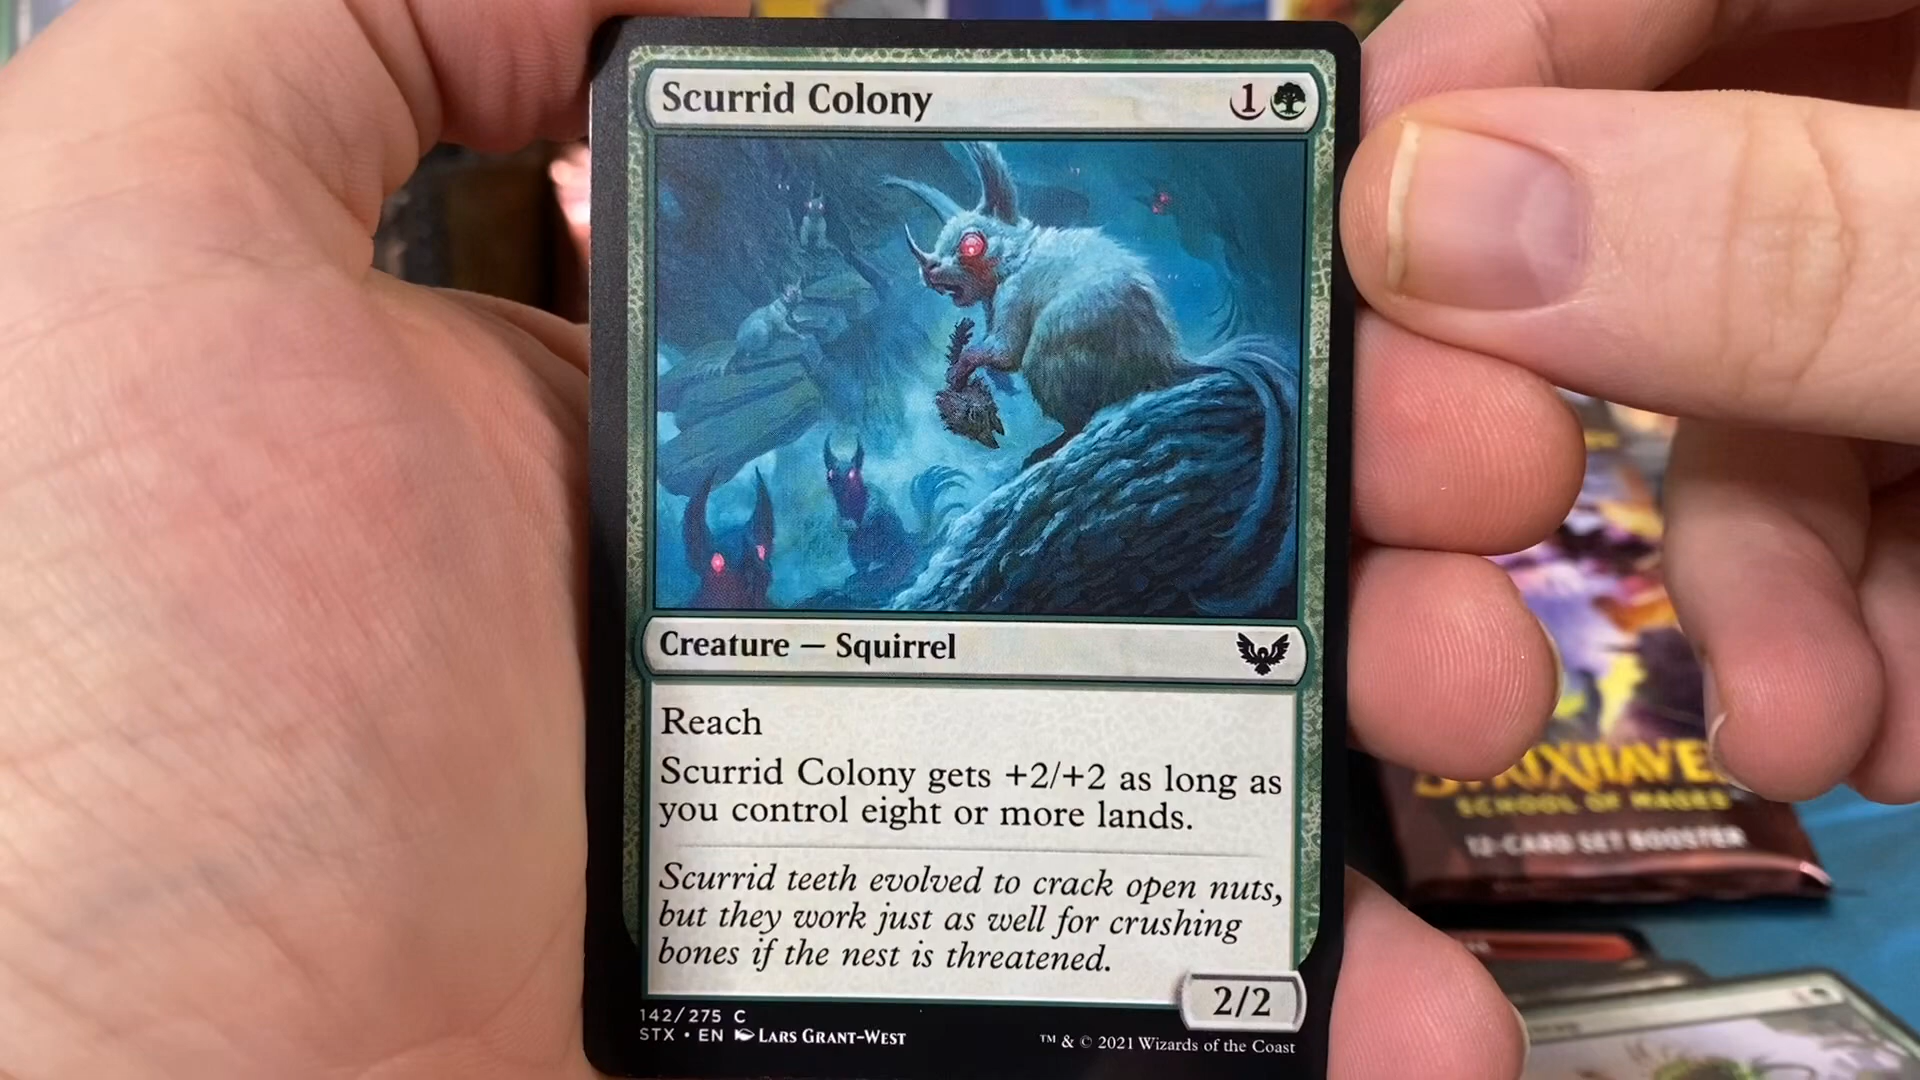 Scurrid Colony 1
Creature — Squirrel
Reach
Scurrid Colony gets +2/+2 as long as
you control eight or more lands.
Scurrid teeth evolved to crack open nuts,
but they work just as well for crushing
bones if the nest is threatened.
2/2
142/275 C
STX • EN Lars Grant-West
™ & © 2021 Wizards of the Coast
SCHOOL OF MAGES
12-CARD SET BOOSTER